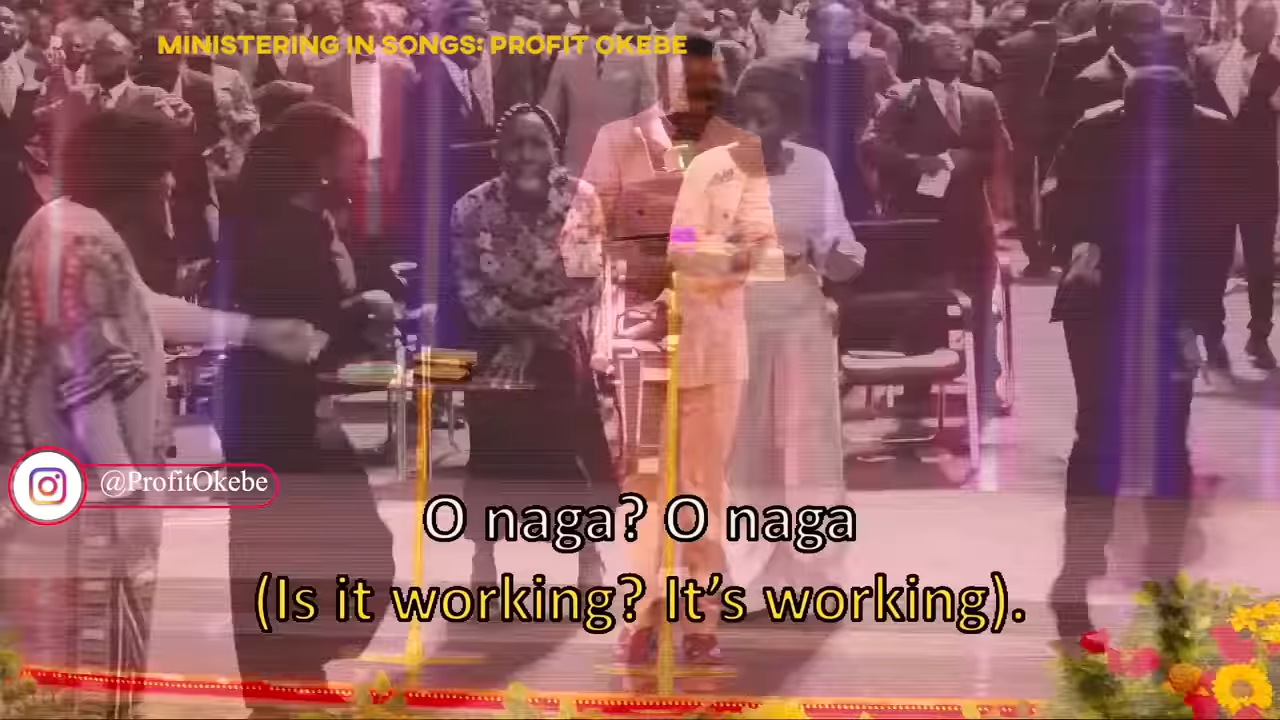 MINISTERING IN SONGS: PROFIT OKEBE
@ProfitOkebe
O naga? O naga
(Is it working? It’s working).